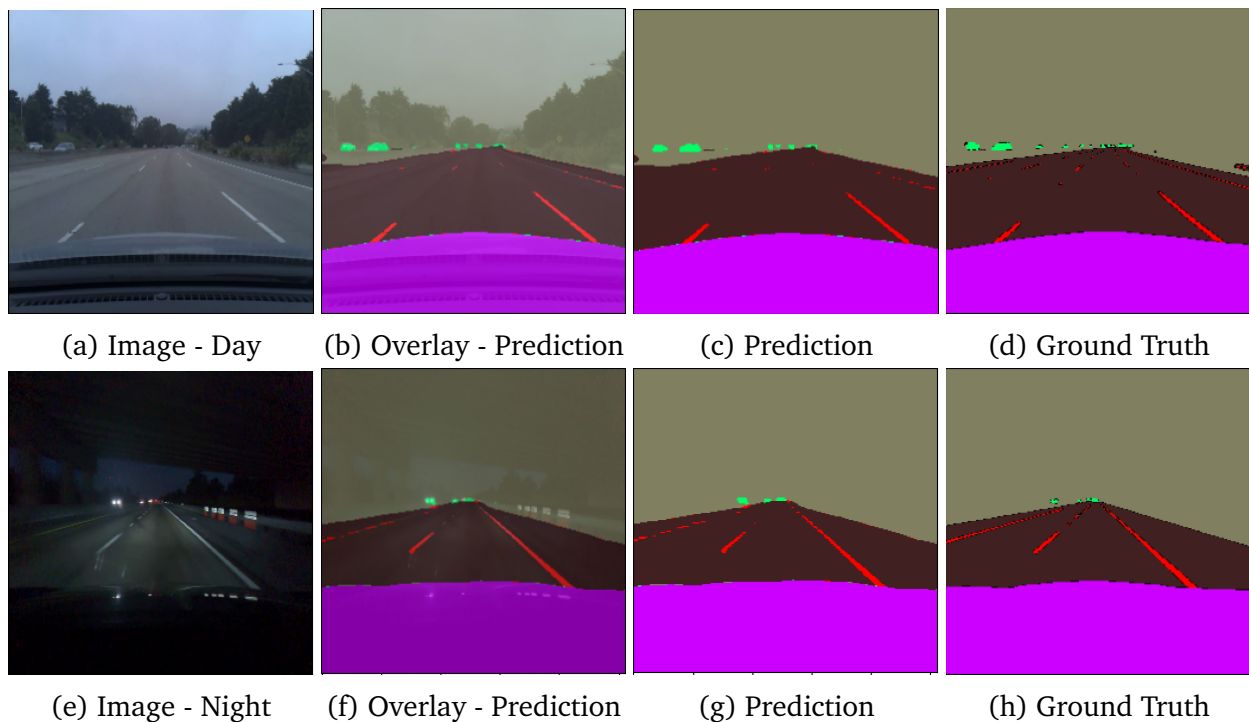 (a) Image - Day
(b) Overlay - Prediction
(c) Prediction
(d) Ground Truth
(e) Image - Night
(f) Overlay - Prediction
(g) Prediction
(h) Ground Truth